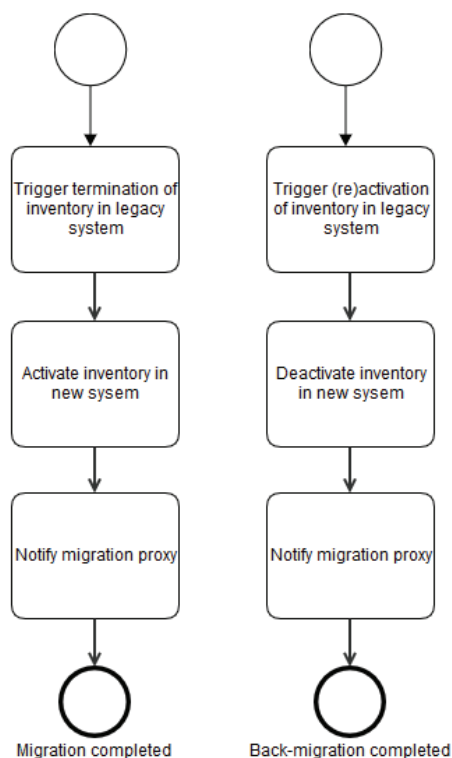 Trigger termination of
inventory in legacy
system
Activate inventory in
new sysem
Notify migration proxy
Migration completed
Trigger (re)activation
of inventory in legacy
system
Deactivate inventory
in new sysem
Notify migration proxy
Back-migration completed